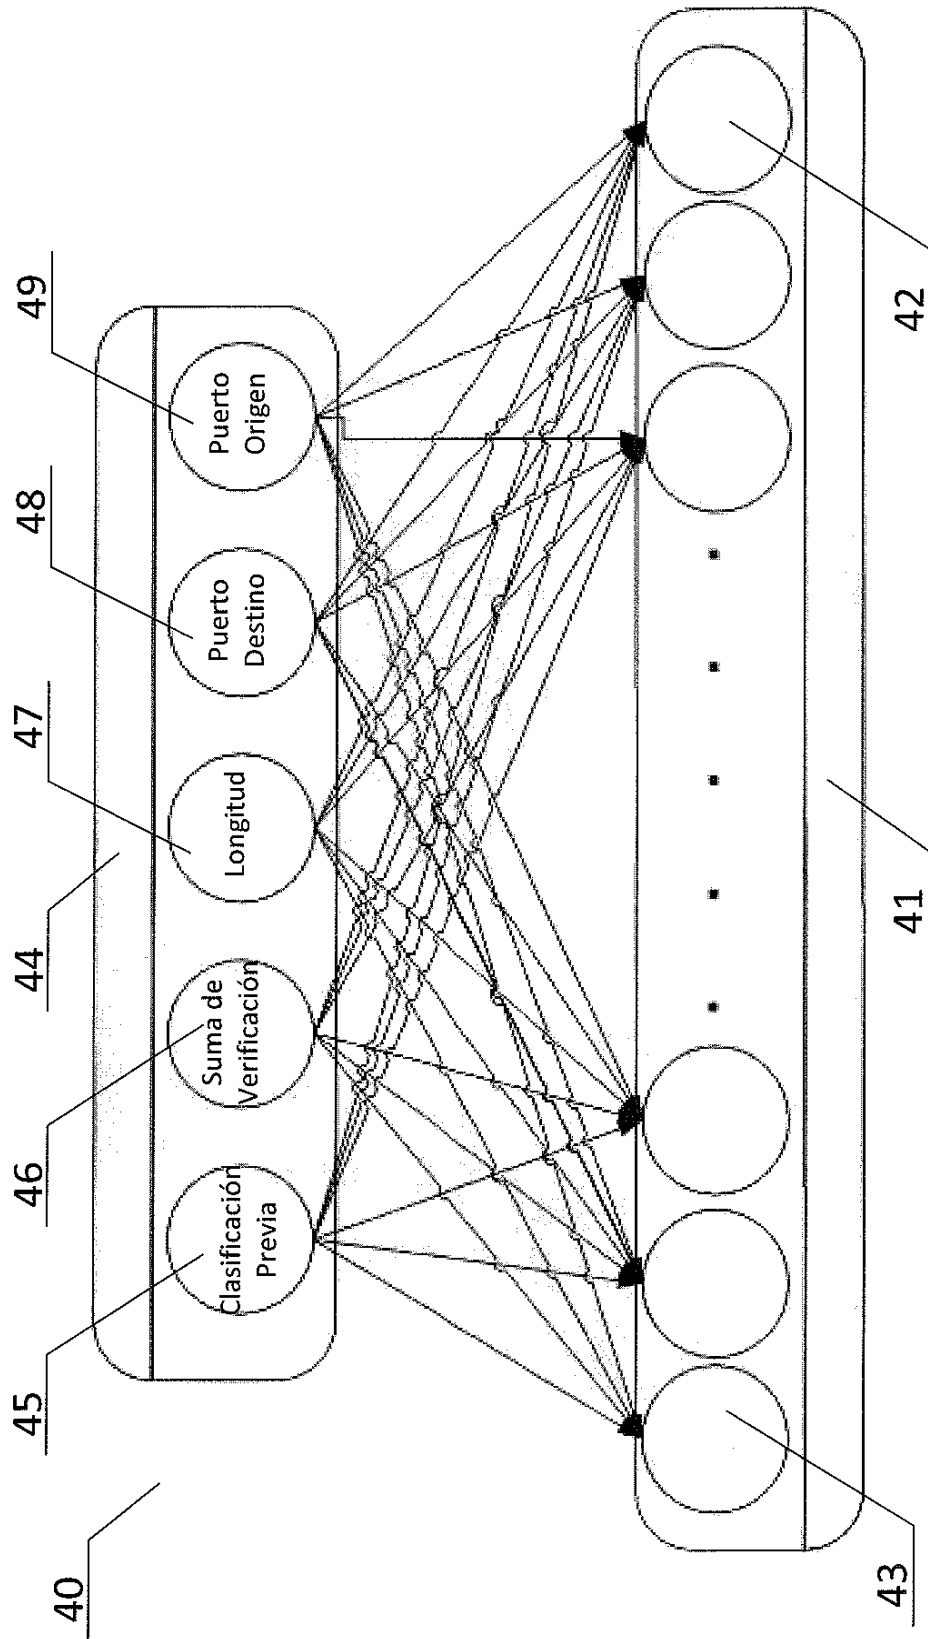 40
45
46
44
47
48
49
Clasificación
Previa
Suma de
Verificación
Longitud
Puerto
Destino
Puerto
Origen
43
41
42